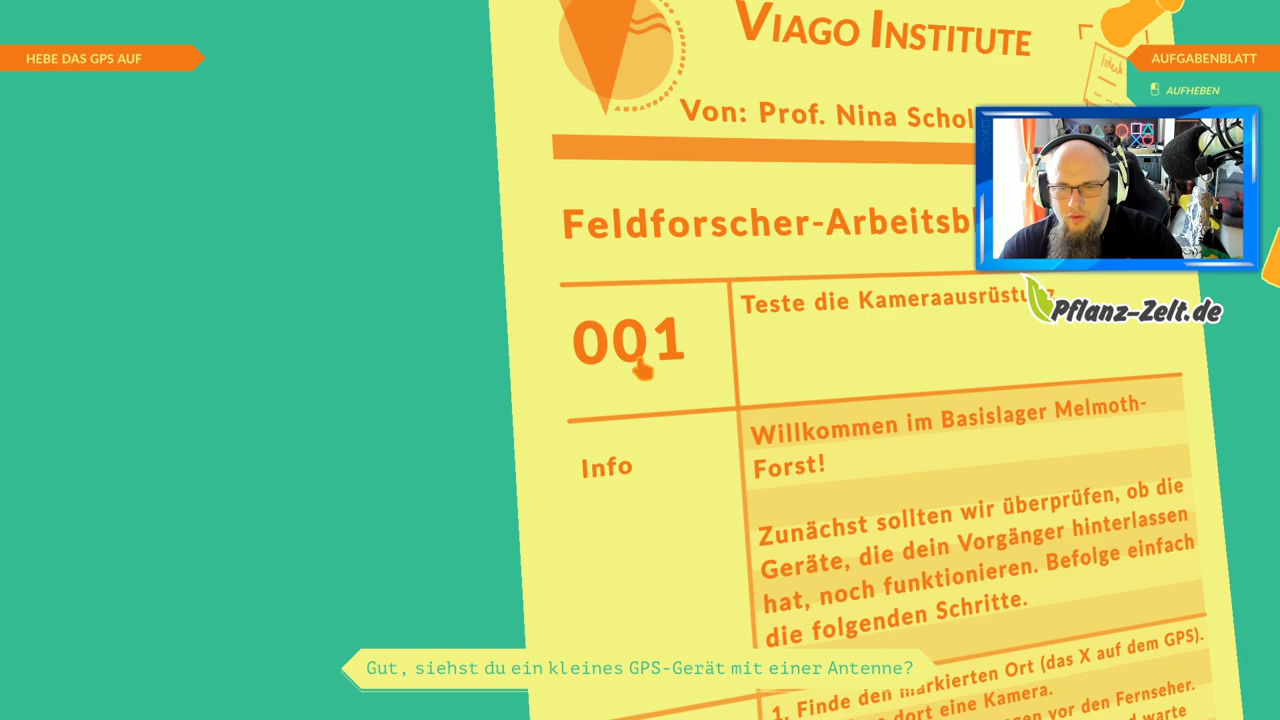 HEBE DAS GPS AUF
VIAGO INSTITUTE
AUFGABENBLATT
AUFHEBEN
Von: Prof. Nina
Feldforscher-Arbeitsb
Teste die Kameraausrüstung
Pflanz-Zelt.de
001
Willkommen im Basislager Melmoth-
Forst!
Info
Zunächst sollten wir überprüfen, ob die
Geräte, die dein Vorgänger hinterlassen
hat, noch funktionieren. Befolge einfach
die folgenden Schritte.
Gut, siehst du ein kleines GPS-Gerät mit einer Antenne?
1. Finde den markierten Ort (das X auf dem GPS).
dort eine Kamera.
vor den Fernseher.
warte